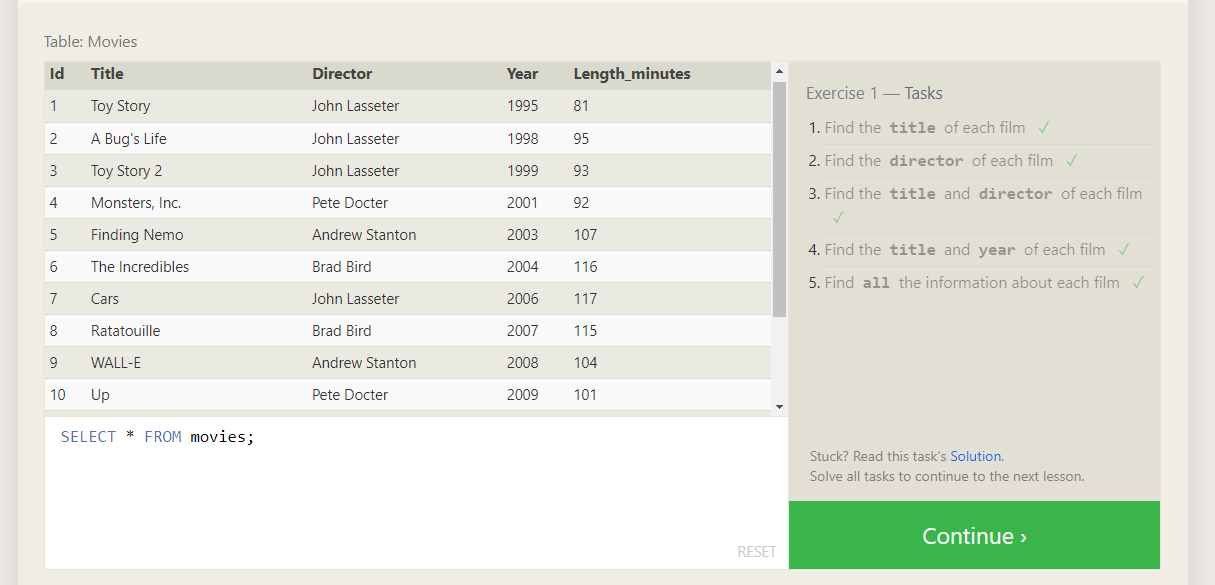 Table: Movies
Id Title Director Year Length_minutes
1 Toy Story John Lasseter 1995 81
2 A Bug's Life John Lasseter 1998 95
3 Toy Story 2 John Lasseter 1999 93
4 Monsters, Inc. Pete Docter 2001 92
5 Finding Nemo Andrew Stanton 2003 107
6 The Incredibles Brad Bird 2004 116
7 Cars John Lasseter 2006 117
8 Ratatouille Brad Bird 2007 115
9 WALL-E Andrew Stanton 2008 104
10 Up Pete Docter 2009 101
SELECT * FROM movies;
RESET
Exercise 1 — Tasks
1. Find the title of each film ✓
2. Find the director of each film ✓
3. Find the title and director of each film
✓
4. Find the title and year of each film ✓
5. Find all the information about each film ✓
Stuck? Read this task's Solution.
Solve all tasks to continue to the next lesson.
Continue ›